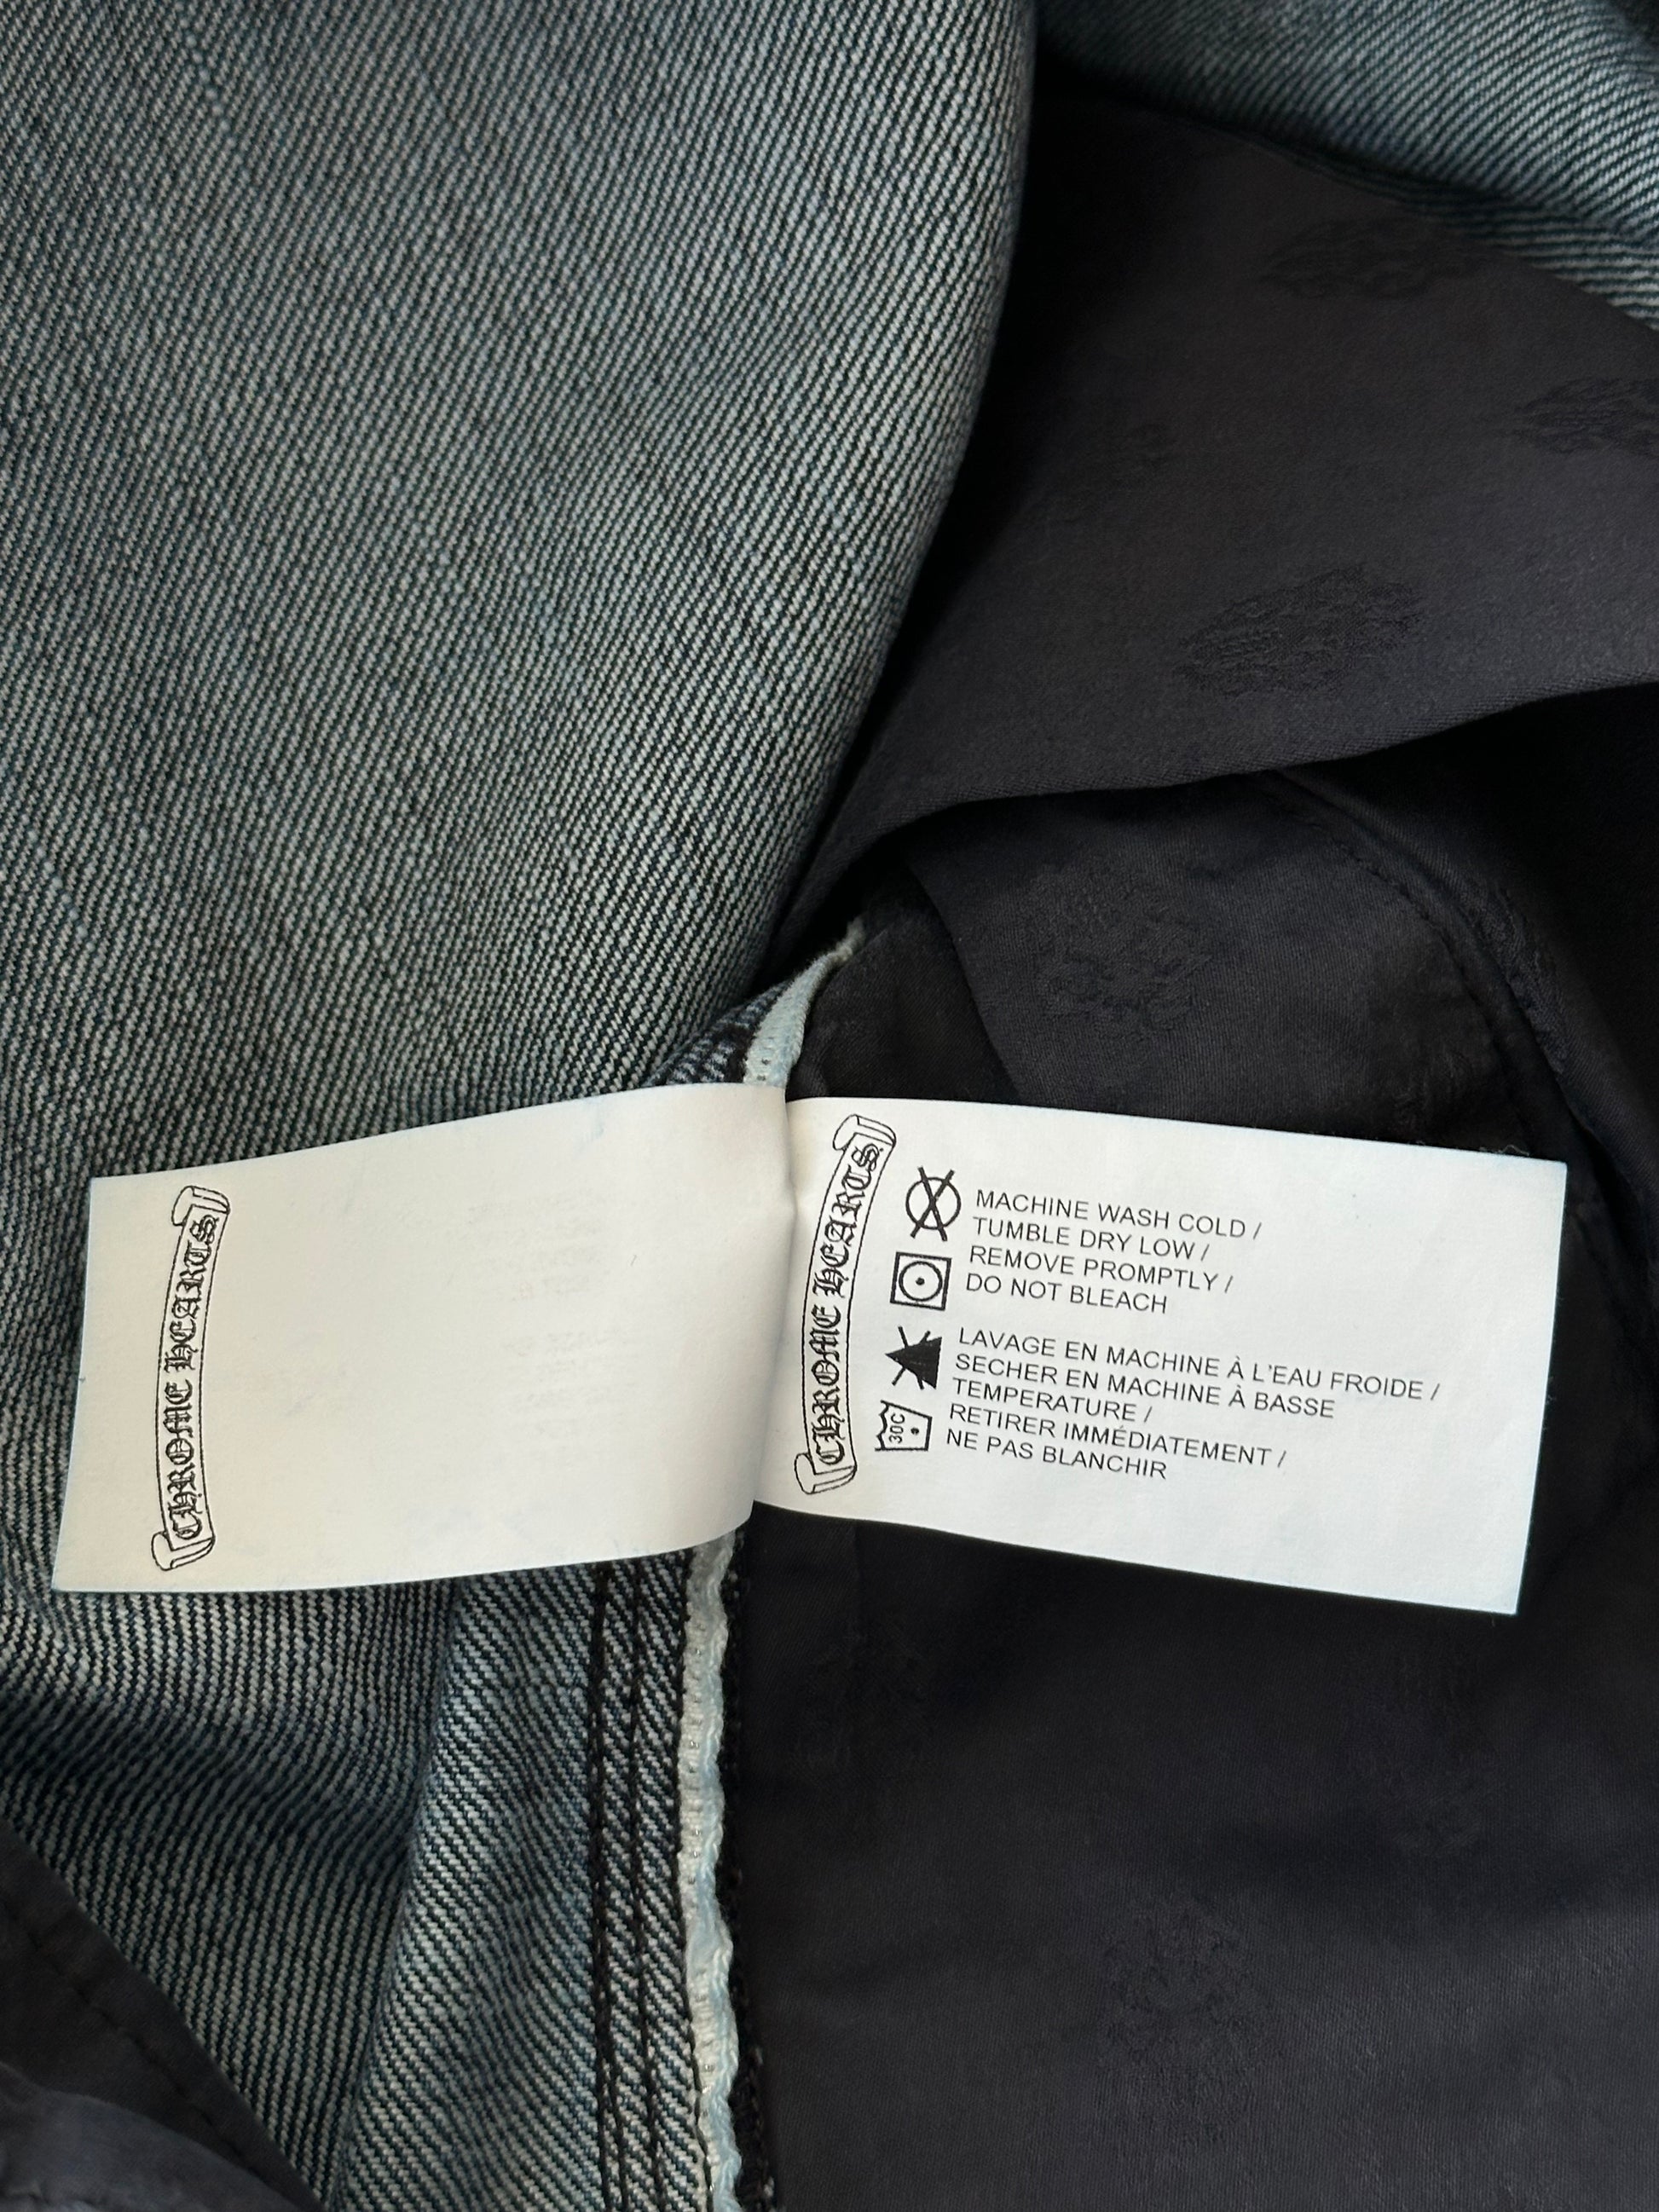 CHROME HEARTS
CHROME HEARTS
MACHINE WASH COLD /
TUMBLE DRY LOW /
REMOVE PROMPTLY /
DO NOT BLEACH
LAVAGE EN MACHINE À L'EAU FROIDE /
SECHER EN MACHINE À BASSE
TEMPERATURE /
RETIRER IMMÉDIATEMENT /
NE PAS BLANCHIR
30C